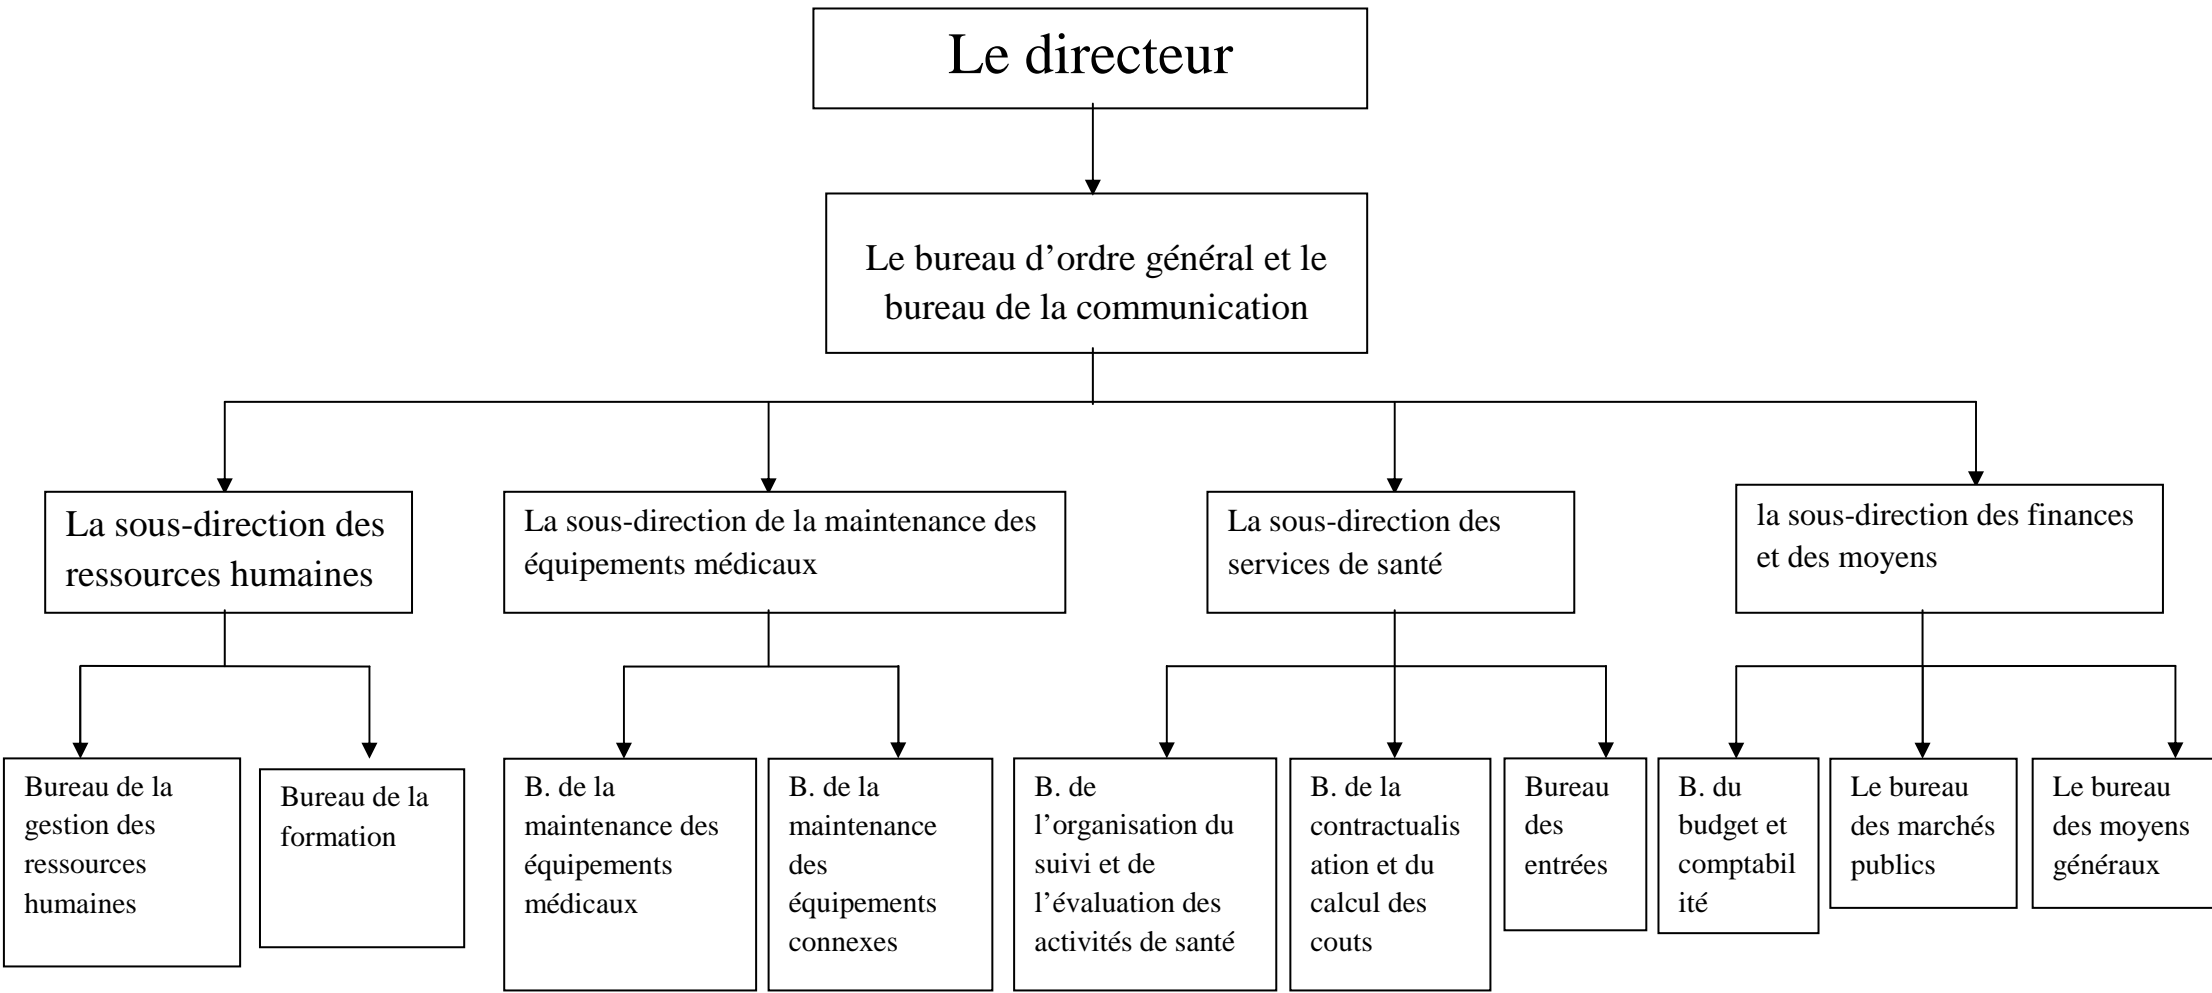 Le directeur
Le bureau d’ordre général et le
bureau de la communication
La sous-direction des
ressources humaines
La sous-direction de la maintenance des
équipements médicaux
La sous-direction des
services de santé
la sous-direction des finances
et des moyens
Bureau de la
gestion des
ressources
humaines
Bureau de la
formation
B. de la
maintenance des
équipements
médicaux
B. de la
maintenance
des
équipements
connexes
B. de
l’organisation du
suivi et de
l’évaluation des
activités de santé
B. de la
contractualis
ation et du
calcul des
couts
Bureau
des
entrées
B. du
budget et
comptabil
ité
Le bureau
des marchés
publics
Le bureau
des moyens
généraux